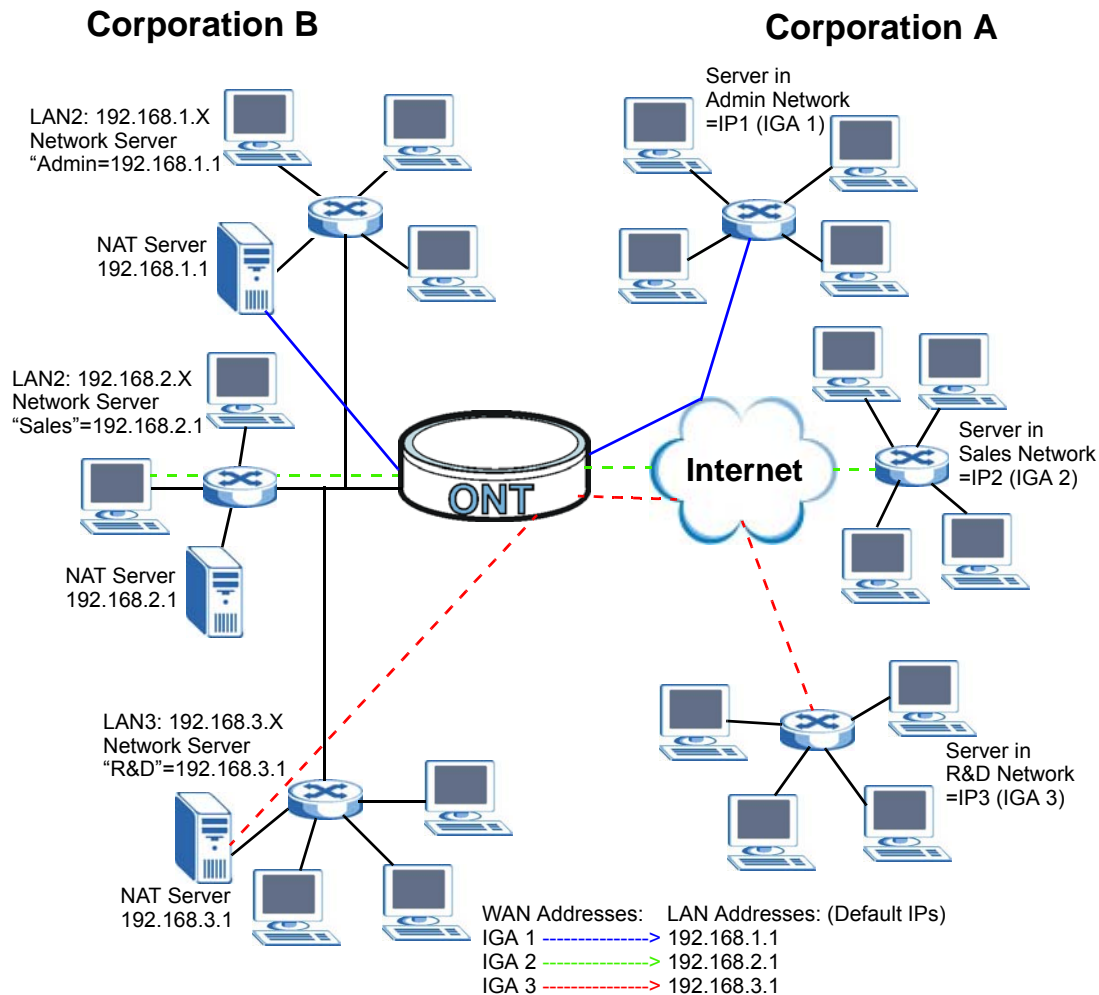 Corporation B
Corporation A
LAN2: 192.168.1.X
Network Server
“Admin=192.168.1.1
NAT Server
192.168.1.1
LAN2: 192.168.2.X
Network Server
“Sales”=192.168.2.1
NAT Server
192.168.2.1
LAN3: 192.168.3.X
Network Server
“R&D”=192.168.3.1
NAT Server
192.168.3.1
ONT
Internet
Server in
Admin Network
=IP1 (IGA 1)
Server in
Sales Network
=IP2 (IGA 2)
Server in
R&D Network
=IP3 (IGA 3)
WAN Addresses: LAN Addresses: (Default IPs)
IGA 1 ---------------> 192.168.1.1
IGA 2 ---------------> 192.168.2.1
IGA 3 ---------------> 192.168.3.1